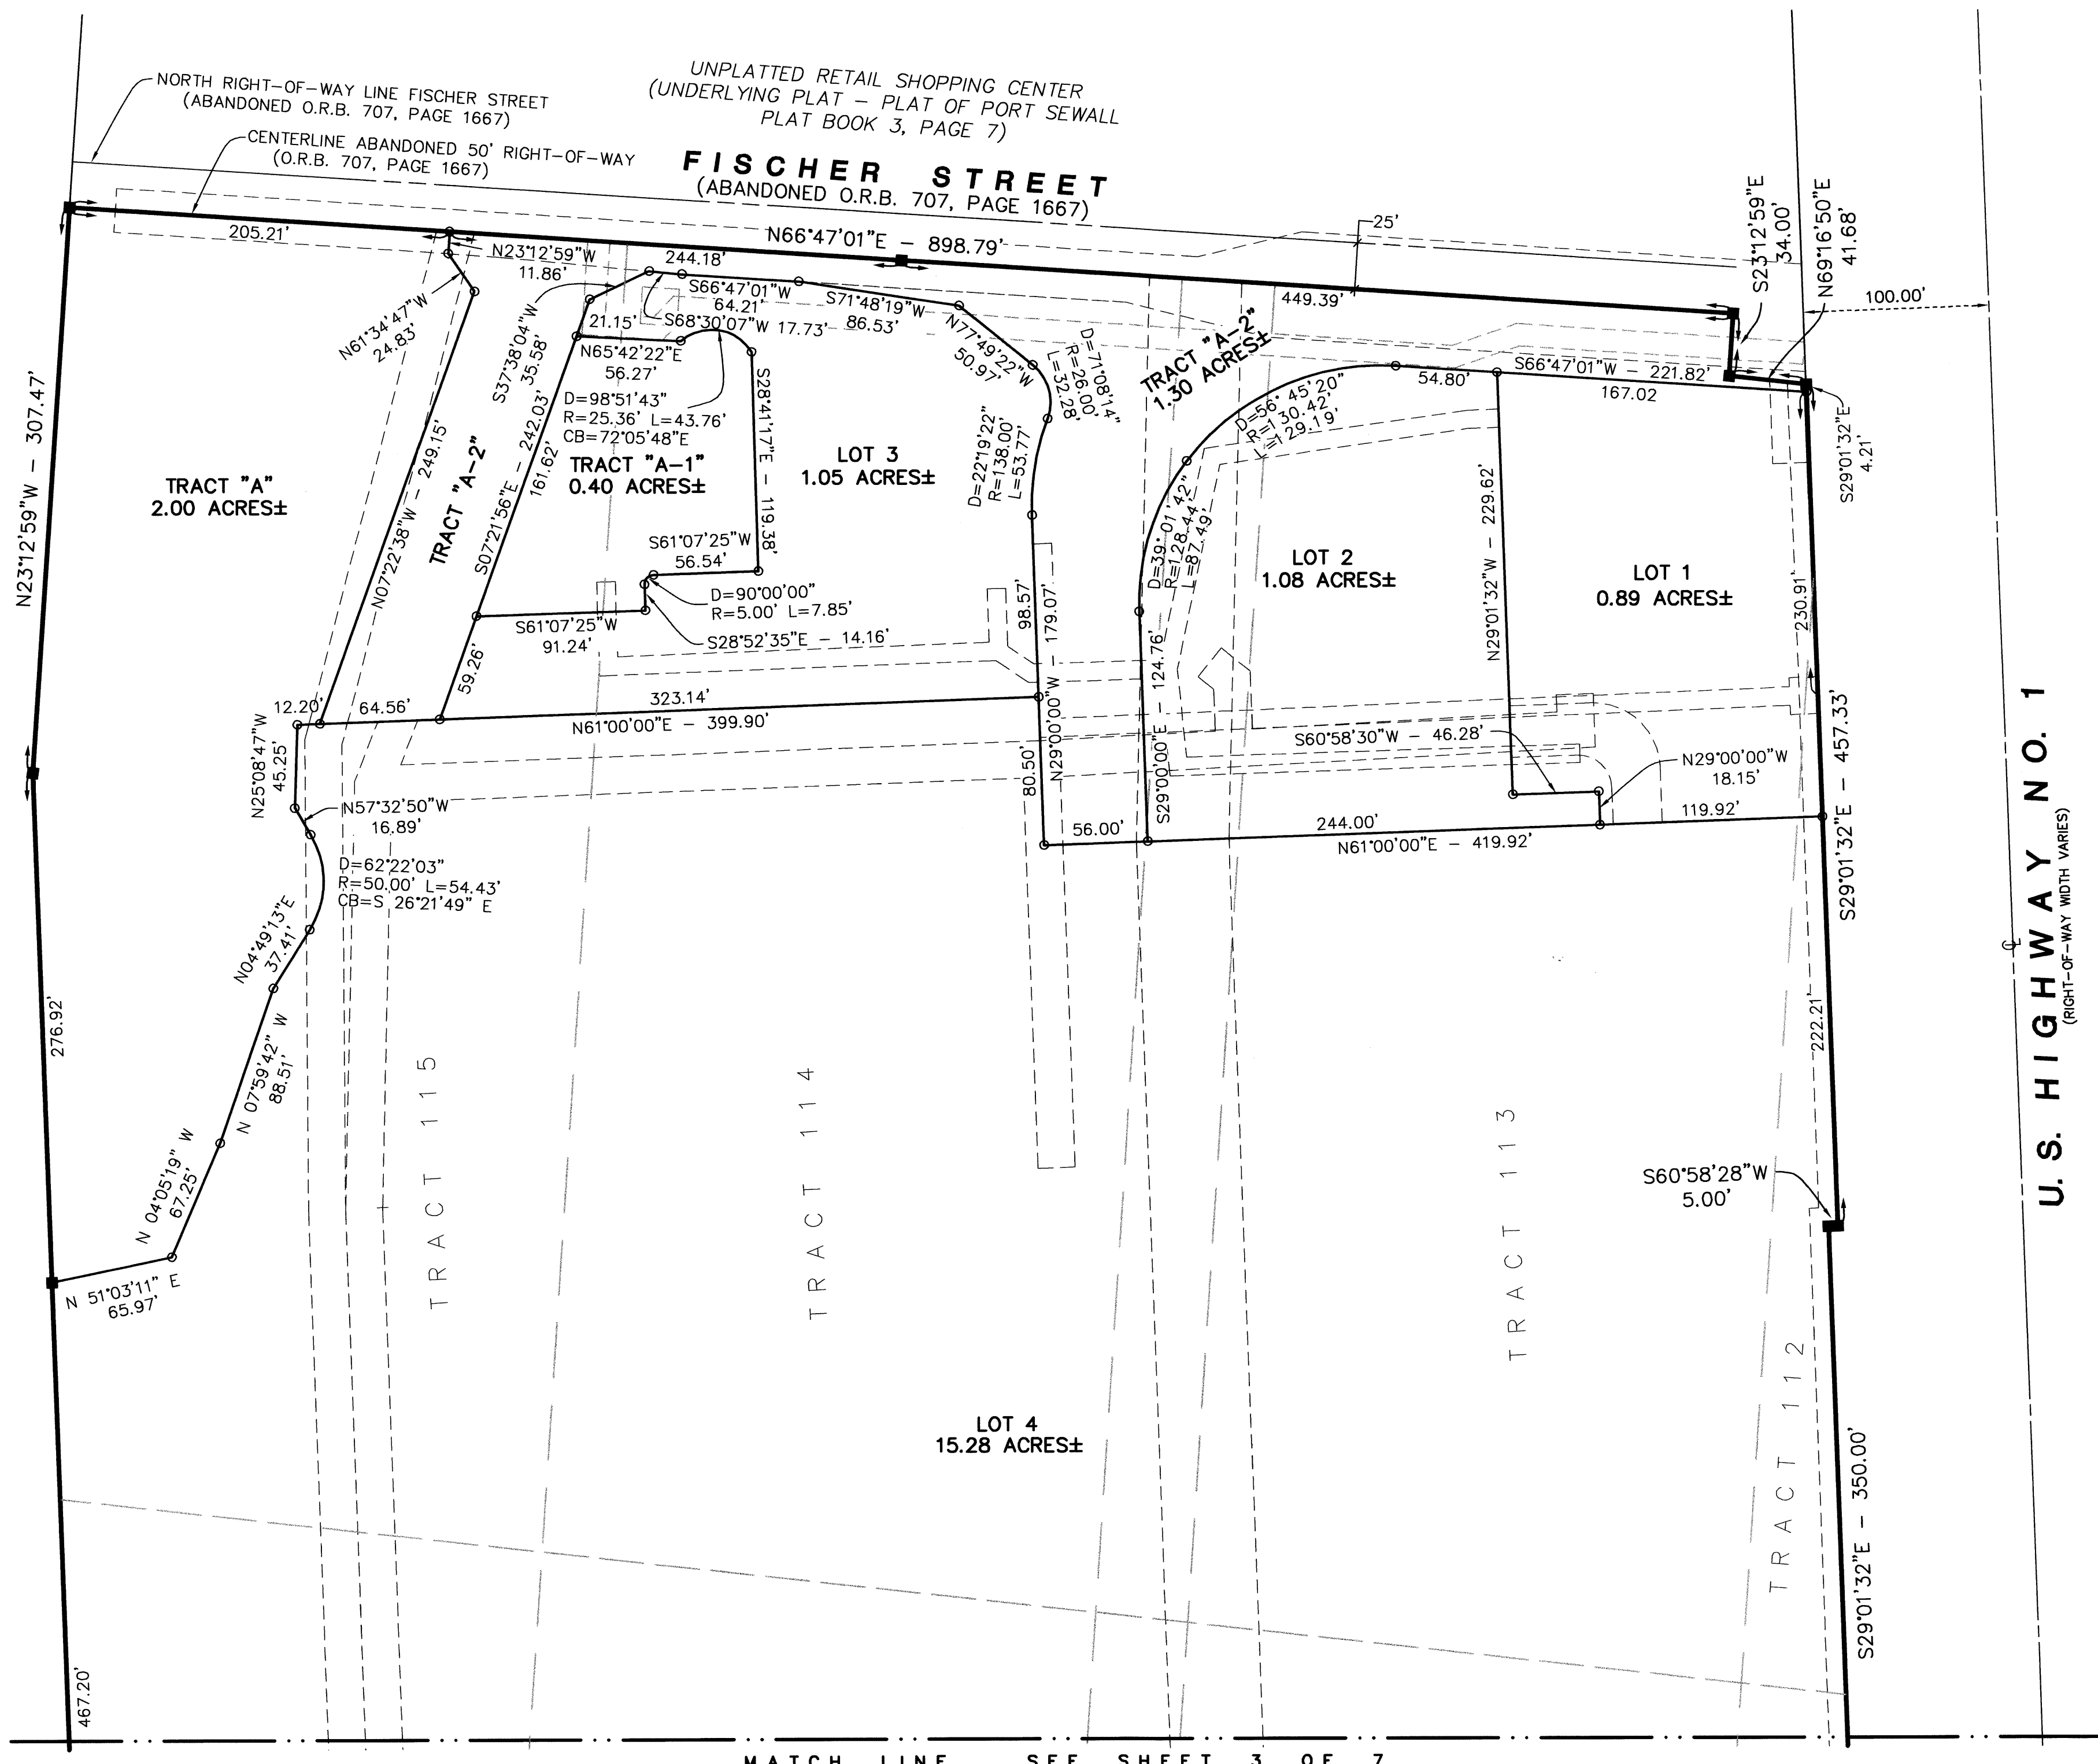 NORTH RIGHT-OF-WAY LINE FISCHER STREET
(ABANDONED O.R.B. 707, PAGE 1667)
CENTERLINE ABANDONED 50' RIGHT-OF-WAY
(O.R.B. 707, PAGE 1667)
UNPLATTED RETAIL SHOPPING CENTER
(UNDERLYING PLAT - PLAT OF PORT SEWALL
PLAT BOOK 3, PAGE 7)
FISCHER STREET
(ABANDONED O.R.B. 707, PAGE 1667)
25'
N66°47'01"E - 898.79'
205.21'
244.18'
449.39'
S23°12'59"E
34.00'
N69°16'50"E
41.68'
100.00'
N23°12'59"W
11.86'
N61°34'47"W
24.83'
S37°38'04"W
35.58'
S66°47'01"W
64.21'
S68°30'07"W 17.73'
S71°48'19"W
86.53'
N77°49'22"W
50.97'
21.15'
N65°42'22"E
56.27'
D=98°51'43"
R=25.36' L=43.76'
CB=72°05'48"E
S28°41'17"E - 119.38'
D=71°08'14"
R=26.00'
L=32.28'
D=22°19'22"
R=138.00'
L=53.77'
TRACT "A-2"
1.30 ACRES±
D=56°45'20"
R=130.42'
L=129.19'
D=39°01'42"
R=128.44'
L=87.49'
54.80'
S66°47'01"W - 221.82'
167.02
S29°01'32"E
4.21'
N23°12'59"W - 307.47'
TRACT "A"
2.00 ACRES±
N07°22'38"W - 249.15'
TRACT "A-2"
S07°21'56"E - 242.03'
161.62'
TRACT "A-1"
0.40 ACRES±
LOT 3
1.05 ACRES±
LOT 2
1.08 ACRES±
LOT 1
0.89 ACRES±
N29°01'32"W - 229.62'
230.91'
S61°07'25"W
56.54'
D=90°00'00"
R=5.00' L=7.85'
S61°07'25"W
91.24'
S28°52'35"E - 14.16'
59.26'
98.57'
N29°00'00"W - 179.07'
80.50'
S29°00'00"E - 124.76'
12.20'
64.56'
323.14'
N61°00'00"E - 399.90'
N25°08'47"W
45.25'
N57°32'50"W
16.89'
D=62°22'03"
R=50.00' L=54.43'
CB=S 26°21'49" E
S60°58'30"W - 46.28'
N29°00'00"W
18.15'
56.00'
244.00'
119.92'
N61°00'00"E - 419.92'
S29°01'32"E - 457.33'
222.21'
U.S. HIGHWAY NO. 1
(RIGHT-OF-WAY WIDTH VARIES)
N04°49'13"E
37.41'
276.92'
N 07°59'42" W
88.51'
N 04°05'19" W
67.25'
N 51°03'11" E
65.97'
TRACT 115
TRACT 114
TRACT 113
TRACT 112
S60°58'28"W
5.00'
LOT 4
15.28 ACRES±
S29°01'32"E - 350.00'
467.20'
MATCH LINE SEE SHEET 3 OF 7